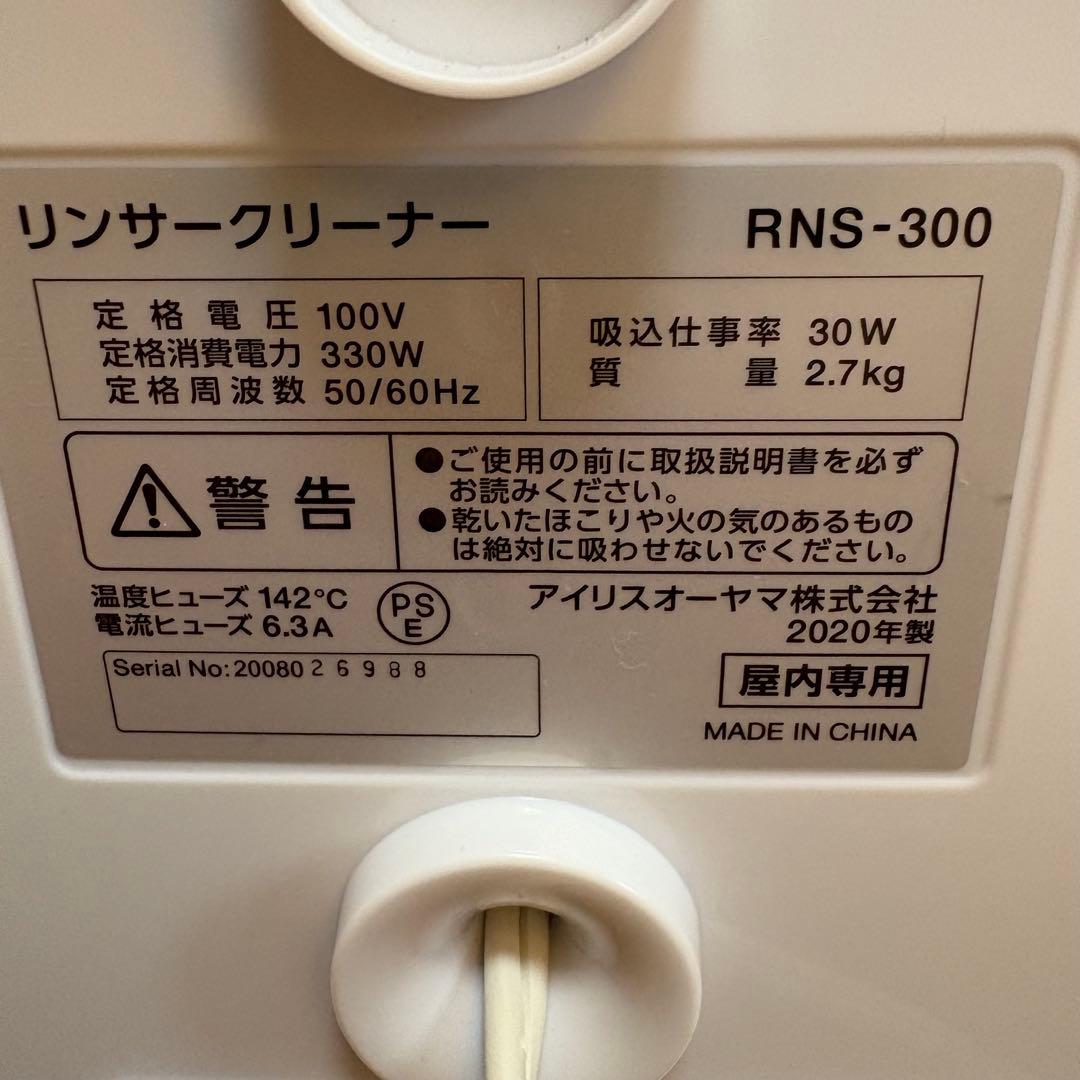 リンサークリーナー RNS-300
定格電圧 100V
定格消費電力 330W
定格周波数 50/60Hz
吸込仕事率 30W
質量 2.7kg
警告
●ご使用の前に取扱説明書を必ず
お読みください。
●乾いたほこりや火の気のあるもの
は絶対に吸わせないでください。
温度ヒューズ 142°C
電流ヒューズ 6.3A
PS
E
アイリスオーヤマ株式会社
2020年製
Serial No:20080 2 6 9 8 8
屋内専用
MADE IN CHINA